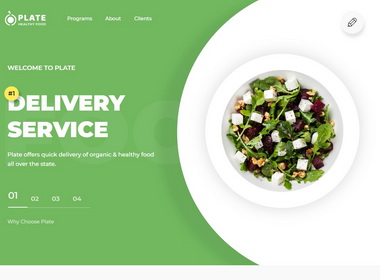 PLATE
HEALTHY FOOD
Programs
About
Clients
WELCOME TO PLATE
#1
DELIVERY
SERVICE
Plate offers quick delivery of organic & healthy food
all over the state.
01 02 03 04
Why Choose Plate